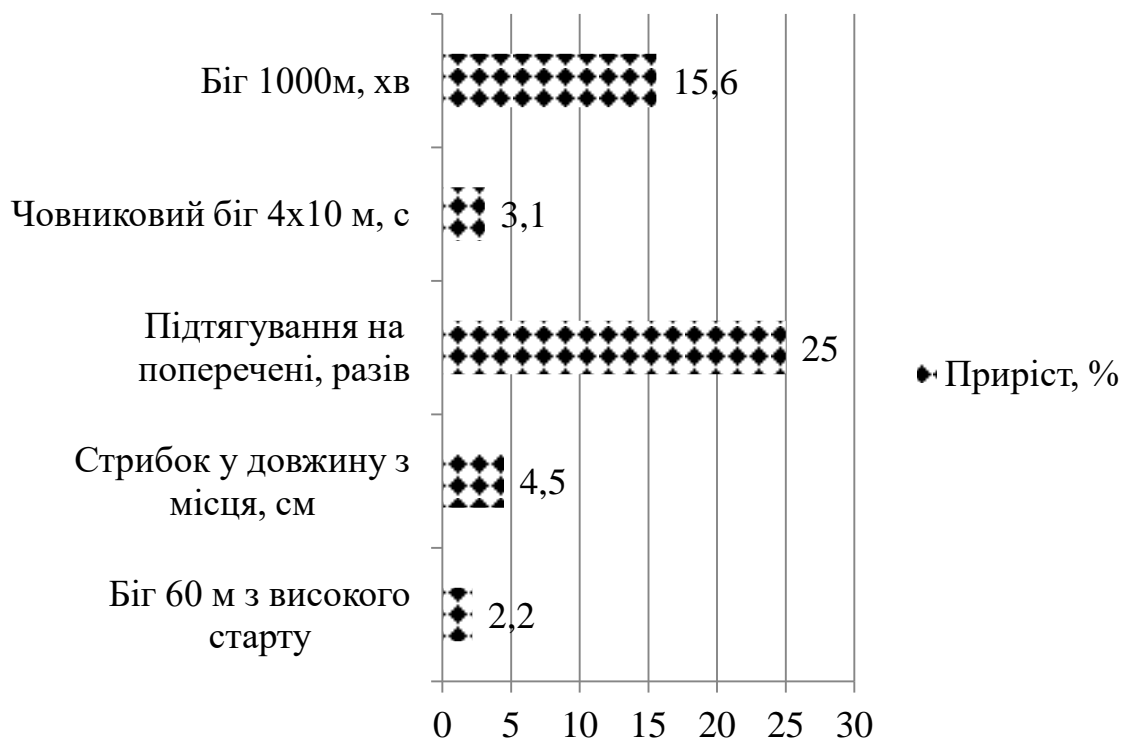 Біг 1000м, хв
15,6
Човниковий біг 4х10 м, с
3,1
Підтягування на
поперечені, разів
25
Приріст, %
Стрибок у довжину з
місця, см
4,5
Біг 60 м з високого
старту
2,2
0 5 10 15 20 25 30